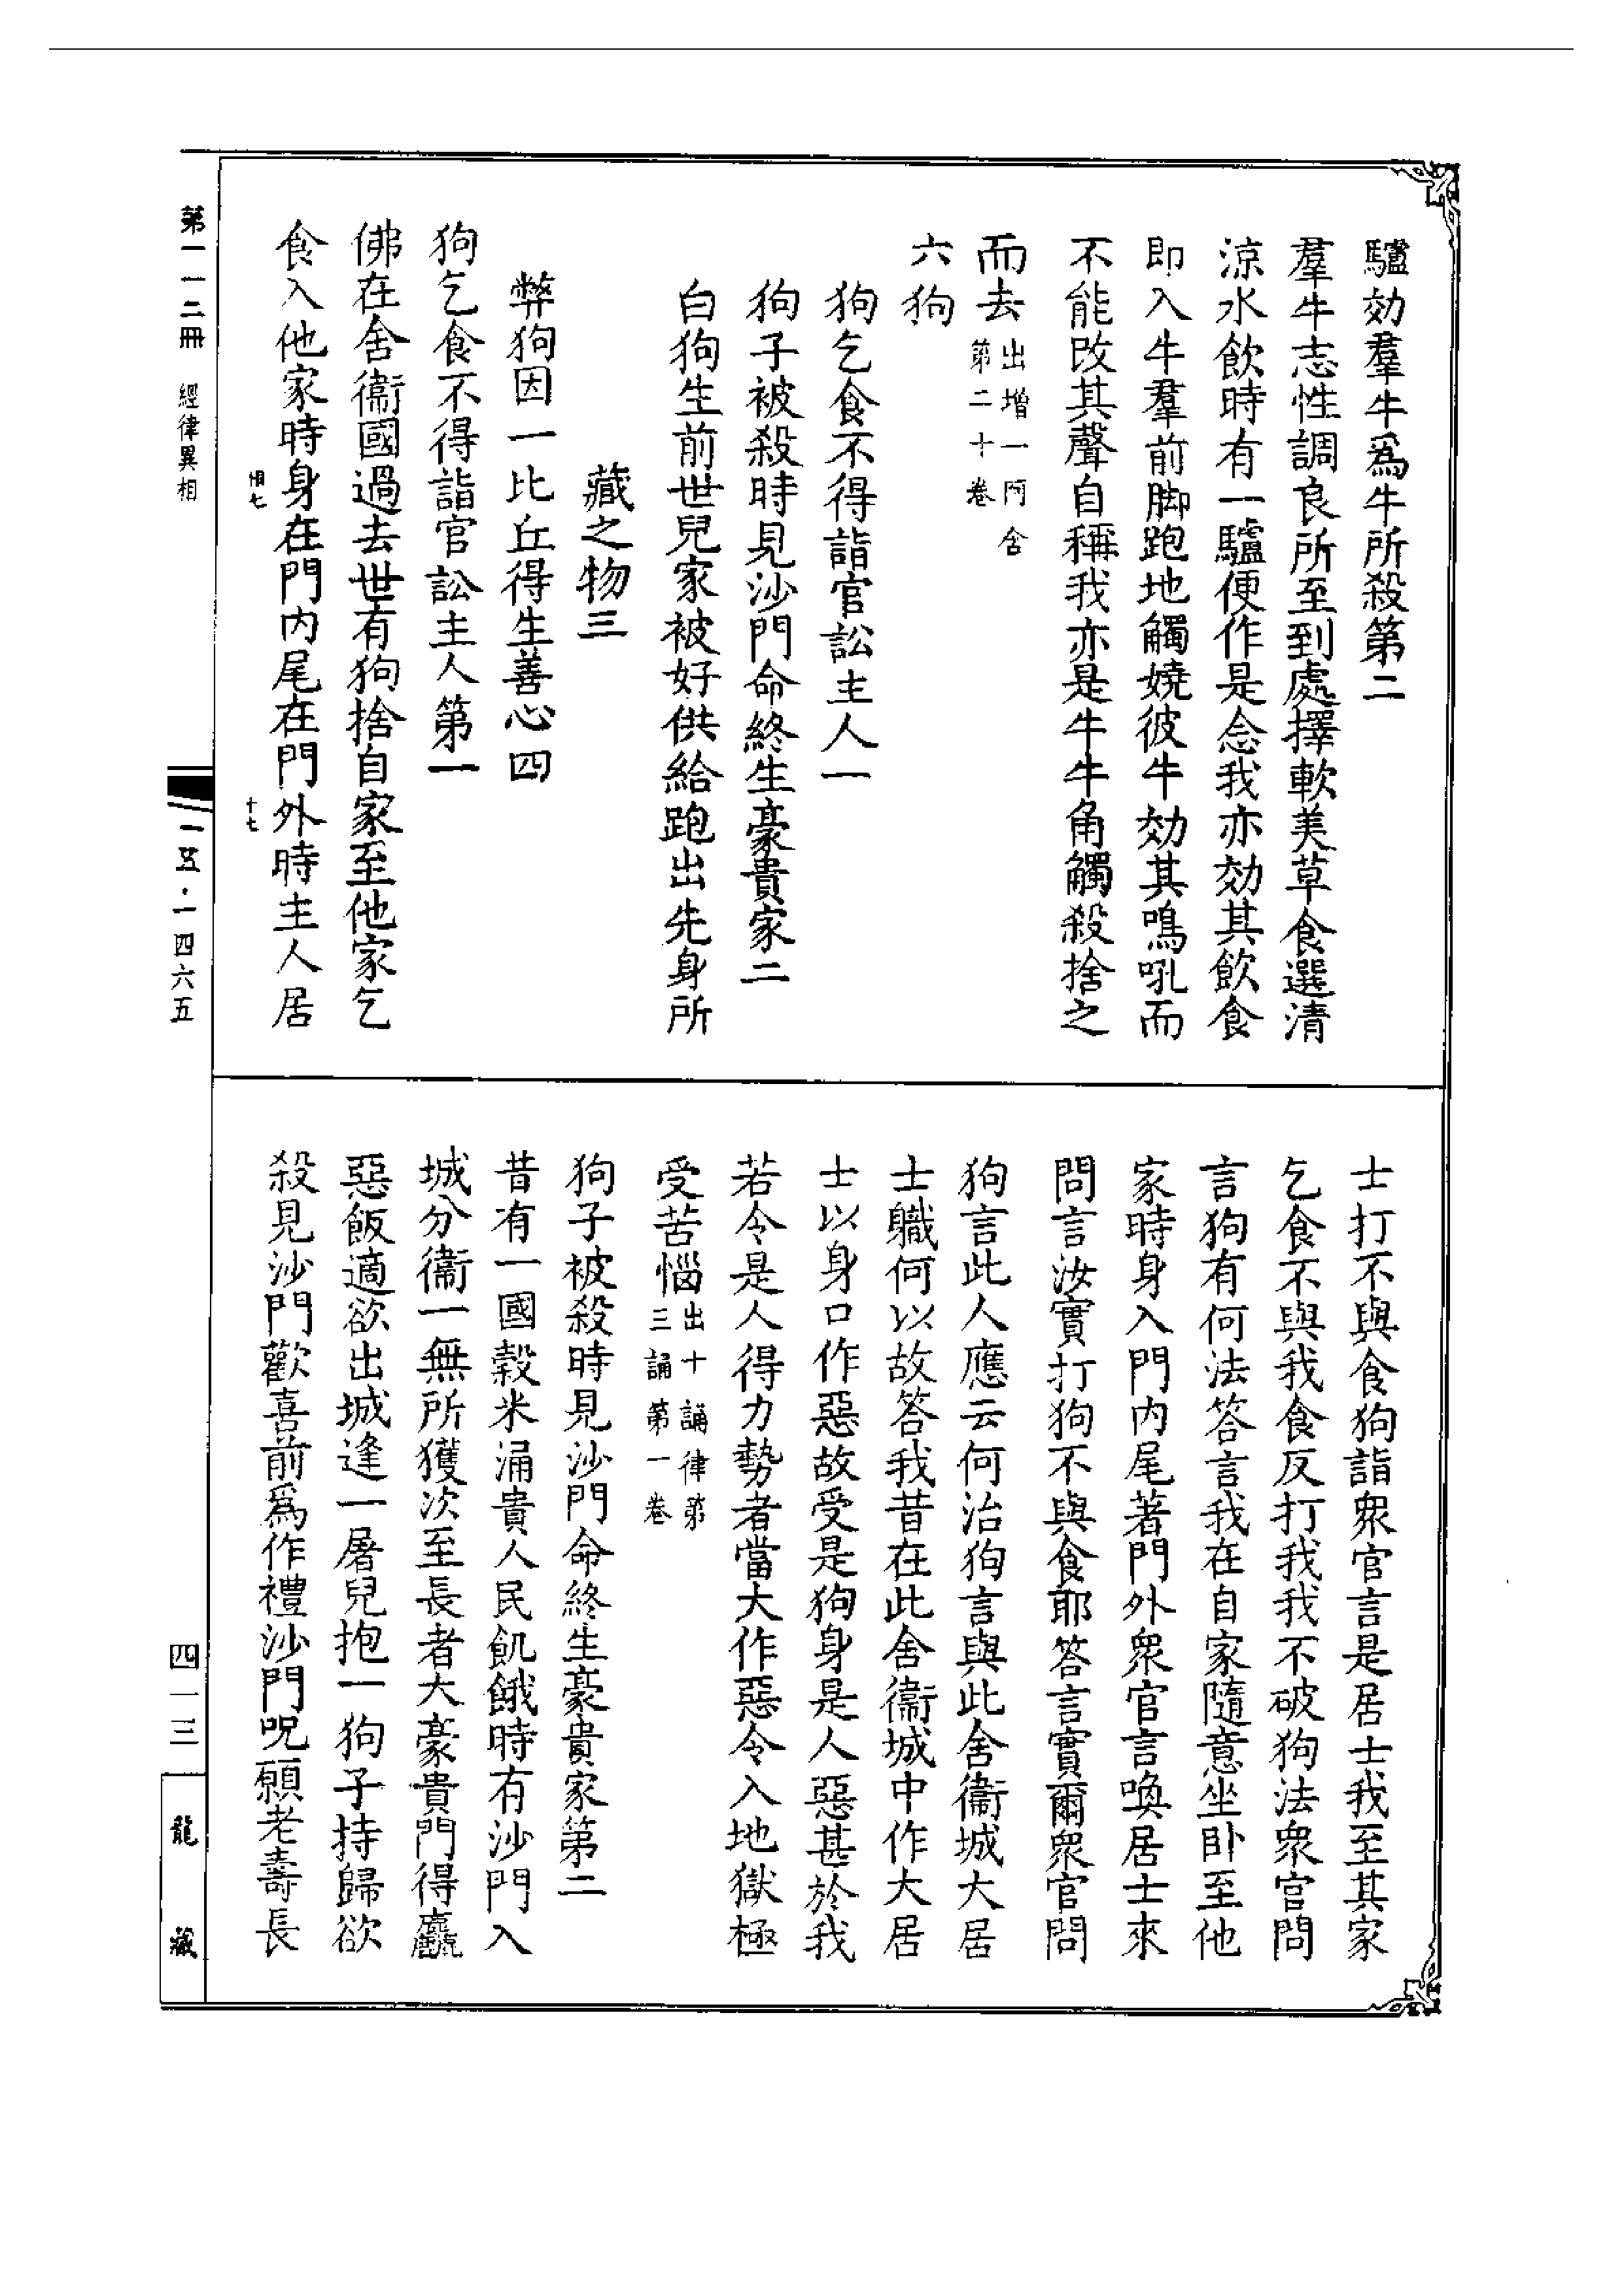 驢効羣牛爲牛所殺第二
羣牛志性調良所至到處擇軟美草食選清
涼水飲時有一驢便作是念我亦効其飲食
即入牛羣前脚跑地觸嬈彼牛効其鳴吼而
不能改其聲自稱我亦是牛牛角觸殺捨之
而去出增一阿含
第二十卷
六狗
狗乞食不得詣官訟主人一
狗子被殺時見沙門命終生豪貴家二
白狗生前世兒家被好供給跑出先身所
藏之物三
弊狗因一比丘得生善心四
狗乞食不得詣官訟主人第一
佛在舍衞國過去世有狗捨自家至他家乞
食入他家時身在門内尾在門外時主人居
士打不與食狗詣衆官言是居士我至其家
乞食不與我食反打我我不破狗法衆官問
言狗有何法答言我在自家隨意坐卧至他
家時身入門内尾著門外衆官言喚居士來
問言汝實打狗不與食耶答言實爾衆官問
狗言此人應云何治狗言與此舍衞城大居
士職何以故答我昔在此舍衞城中作大居
士以身口作惡故受是狗身是人惡甚於我
若令是人得力勢者當大作惡令入地獄極
受苦惱出十誦律第
三誦第一卷
狗子被殺時見沙門命終生豪貴家第二
昔有一國穀米涌貴人民飢餓時有沙門入
城分衞一無所獲次至長者大豪貴門得麤
惡飯適欲出城逢一屠兒抱一狗子持歸欲
殺見沙門歡喜前爲作禮沙門呪願老壽長
第一一二冊 經律異相
相七
十七
一五·一四六五
四一三
龍藏